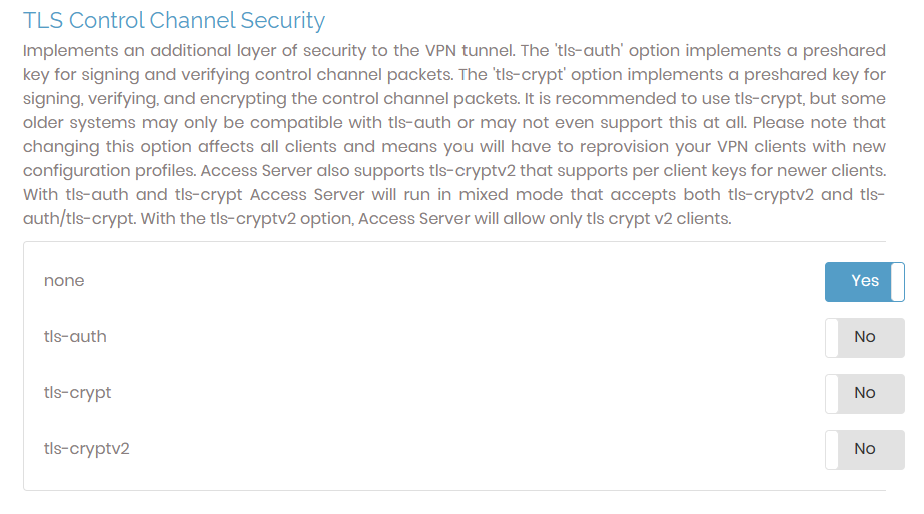 TLS Control Channel Security
Implements an additional layer of security to the VPN tunnel. The 'tls-auth' option implements a preshared
key for signing and verifying control channel packets. The 'tls-crypt' option implements a preshared key for
signing, verifying, and encrypting the control channel packets. It is recommended to use tls-crypt, but some
older systems may only be compatible with tls-auth or may not even support this at all. Please note that
changing this option affects all clients and means you will have to reprovision your VPN clients with new
configuration profiles. Access Server also supports tls-cryptv2 that supports per client keys for newer clients.
With tls-auth and tls-crypt Access Server will run in mixed mode that accepts both tls-cryptv2 and tls-
auth/tls-crypt. With the tls-cryptv2 option, Access Server will allow only tls crypt v2 clients.
none Yes
tls-auth No
tls-crypt No
tls-cryptv2 No